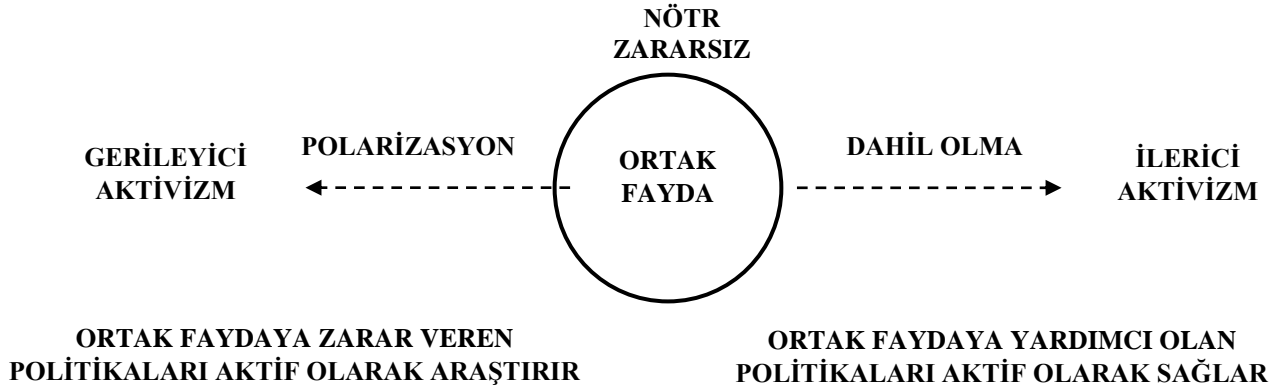 NÖTR
ZARARSIZ
GERİLEYİCİ
AKTİVİZM
POLARİZASYON
ORTAK
FAYDA
DAHİL OLMA
İLERİCİ
AKTİVİZM
ORTAK FAYDAYA ZARAR VEREN
POLİTİKALARI AKTİF OLARAK ARAŞTIRIR
ORTAK FAYDAYA YARDIMCI OLAN
POLİTİKALARI AKTİF OLARAK SAĞLAR